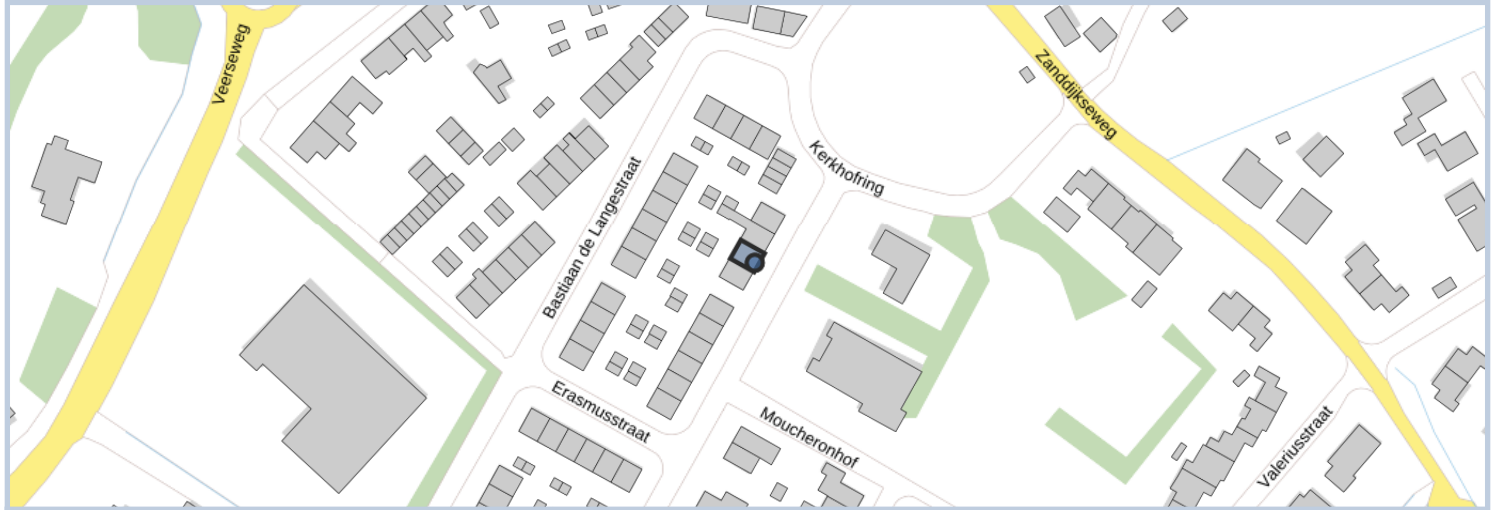 Veerseweg
Zanddijkseweg
Kerkhofring
Bastiaan de Langestraat
Erasmusstraat
Moucheronhof
Valeriusstraat